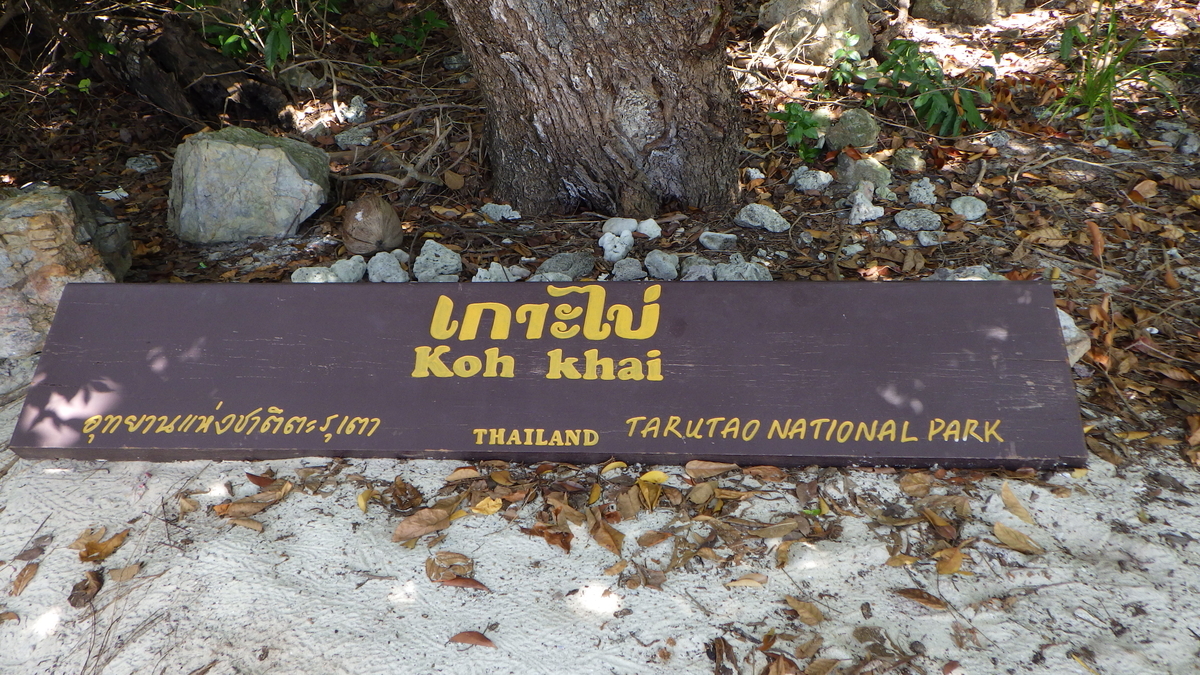 เกาะไข่
Koh khai
อุทยานแห่งชาติตะรุเตา THAILAND TARUTAO NATIONAL PARK